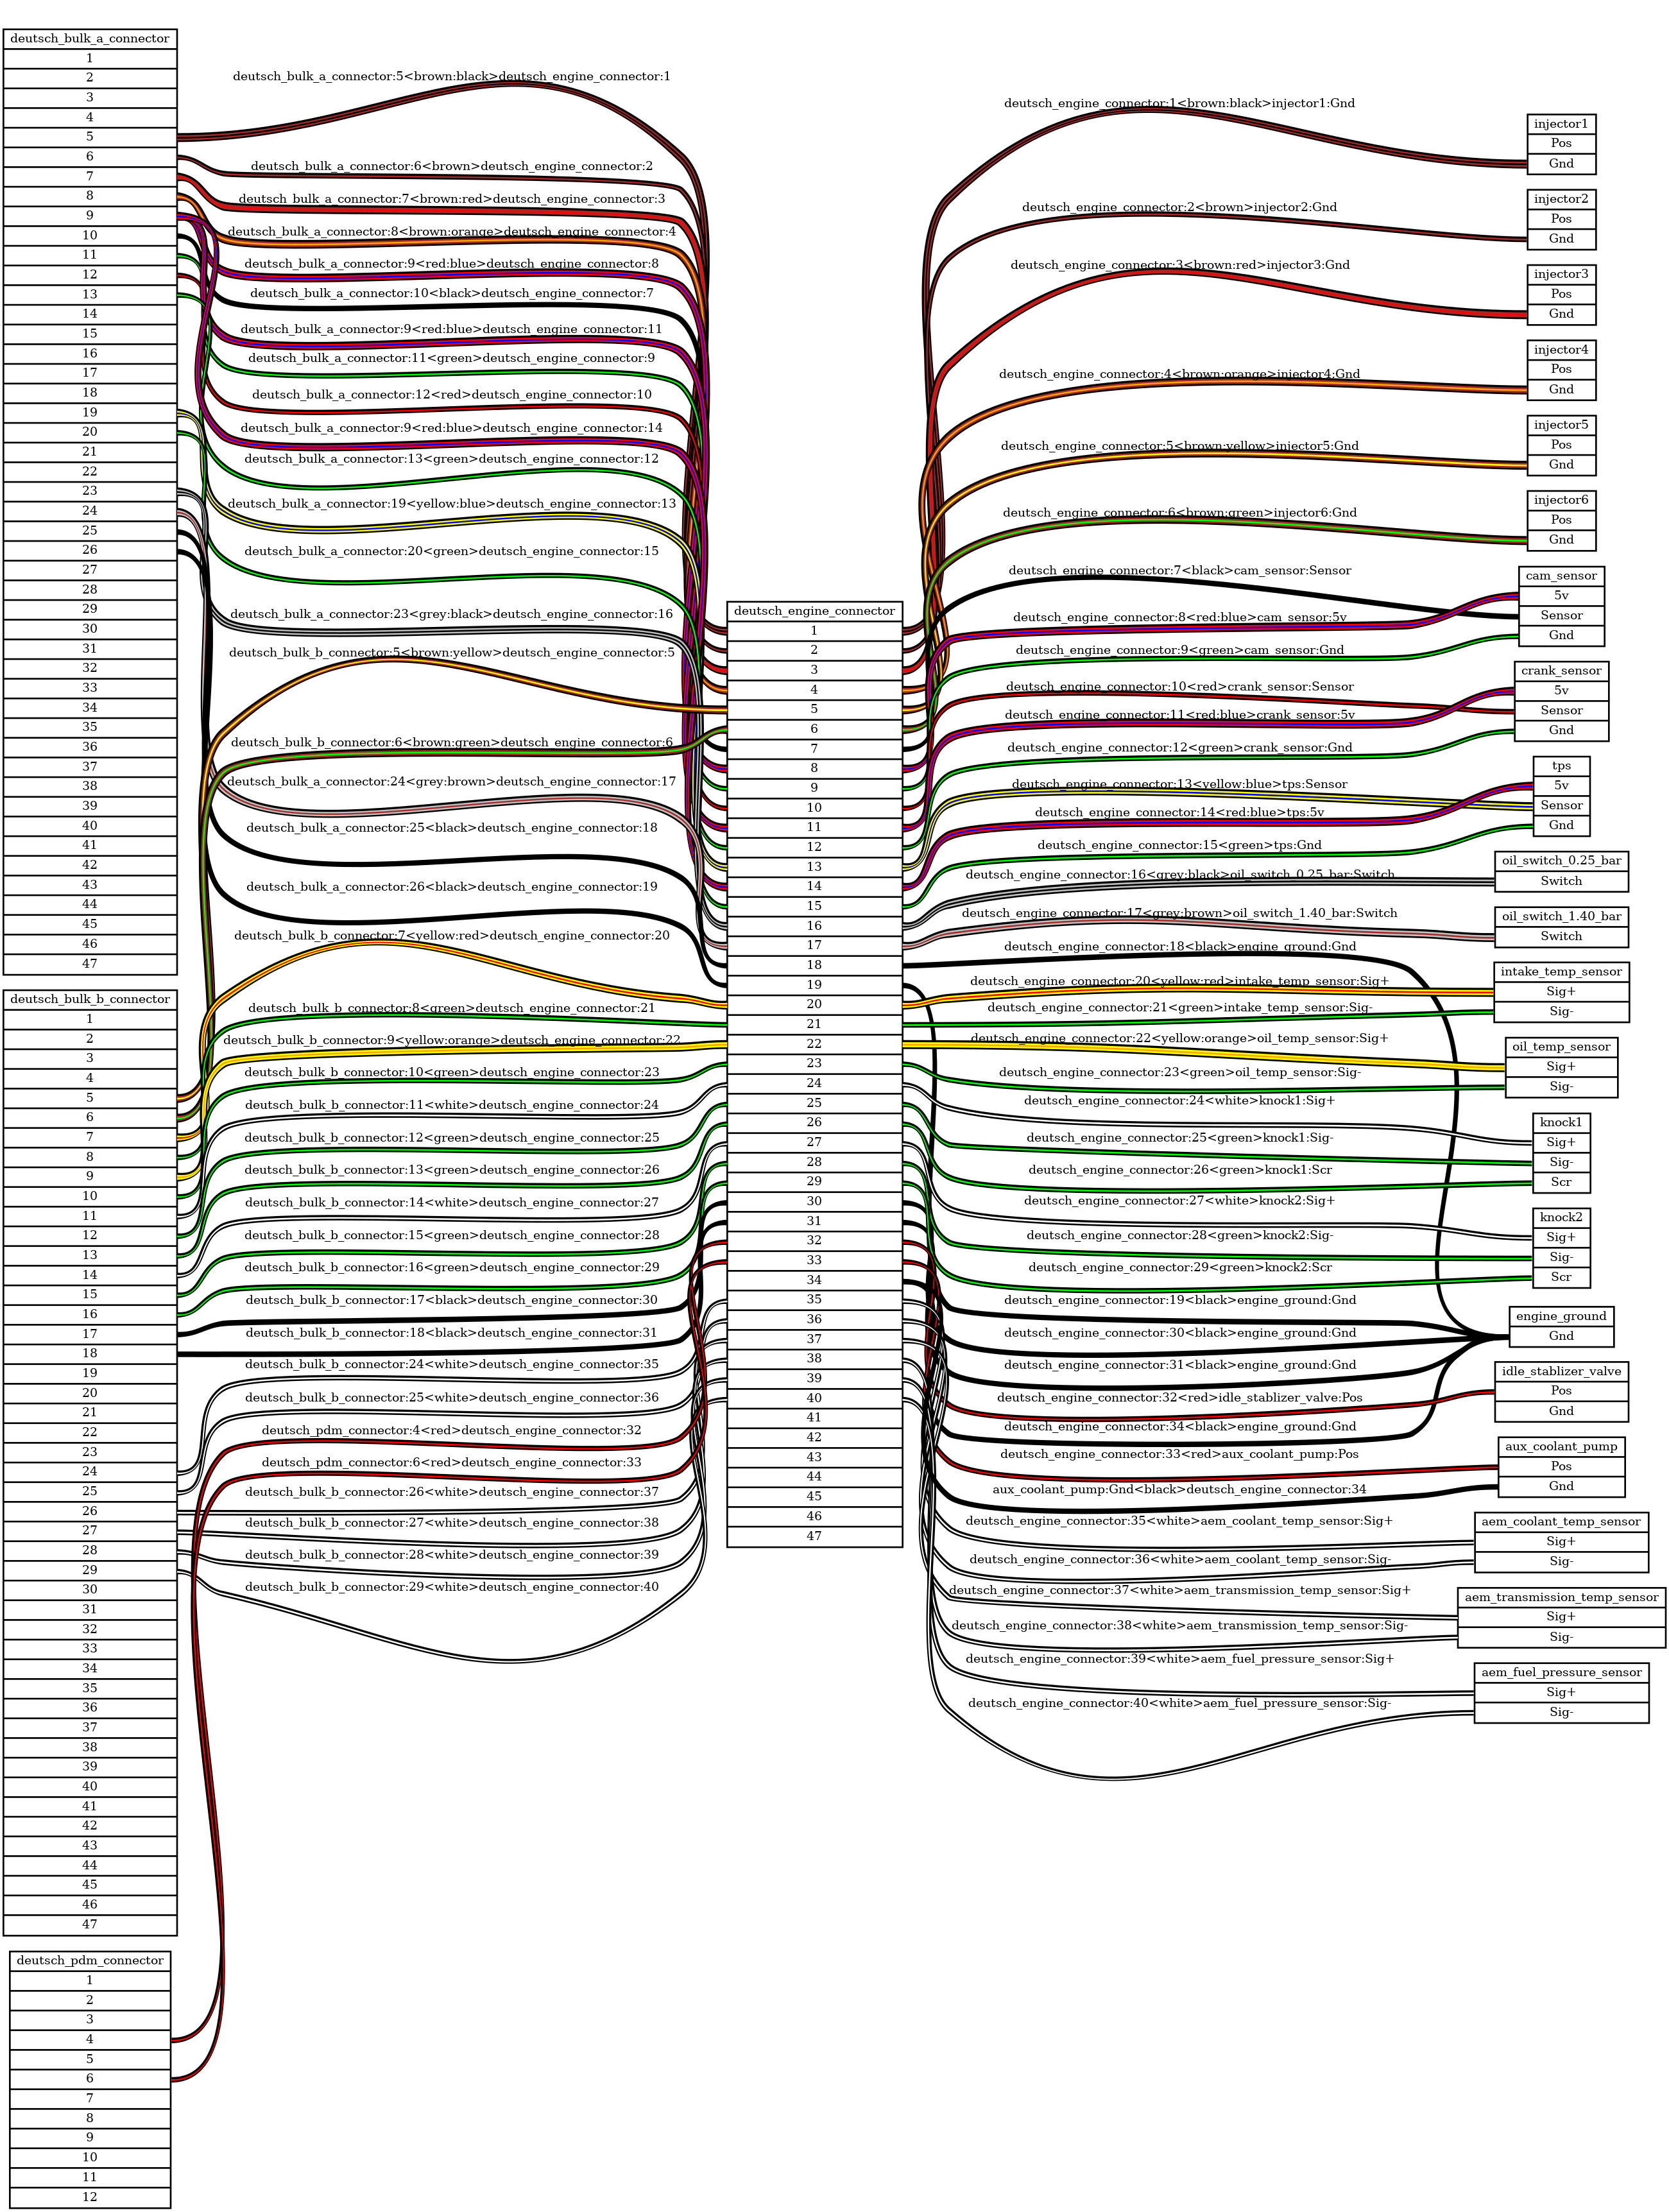 deutsch_bulk_a_connector
1
2
3
4
5
6
7
8
9
10
11
12
13
14
15
16
17
18
19
20
21
22
23
24
25
26
27
28
29
30
31
32
33
34
35
36
37
38
39
40
41
42
43
44
45
46
47
deutsch_bulk_b_connector
1
2
3
4
5
6
7
8
9
10
11
12
13
14
15
16
17
18
19
20
21
22
23
24
25
26
27
28
29
30
31
32
33
34
35
36
37
38
39
40
41
42
43
44
45
46
47
deutsch_pdm_connector
1
2
3
4
5
6
7
8
9
10
11
12
deutsch_bulk_a_connector:5<brown:black>deutsch_engine_connector:1
deutsch_bulk_a_connector:6<brown>deutsch_engine_connector:2
deutsch_bulk_a_connector:7<brown:red>deutsch_engine_connector:3
deutsch_bulk_a_connector:8<brown:orange>deutsch_engine_connector:4
deutsch_bulk_a_connector:9<red:blue>deutsch_engine_connector:8
deutsch_bulk_a_connector:10<black>deutsch_engine_connector:7
deutsch_bulk_a_connector:9<red:blue>deutsch_engine_connector:11
deutsch_bulk_a_connector:11<green>deutsch_engine_connector:9
deutsch_bulk_a_connector:12<red>deutsch_engine_connector:10
deutsch_bulk_a_connector:9<red:blue>deutsch_engine_connector:14
deutsch_bulk_a_connector:13<green>deutsch_engine_connector:12
deutsch_bulk_a_connector:19<yellow:blue>deutsch_engine_connector:13
deutsch_bulk_a_connector:20<green>deutsch_engine_connector:15
deutsch_bulk_a_connector:23<grey:black>deutsch_engine_connector:16
deutsch_bulk_b_connector:5<brown:yellow>deutsch_engine_connector:5
deutsch_bulk_b_connector:6<brown:green>deutsch_engine_connector:6
deutsch_bulk_a_connector:24<grey:brown>deutsch_engine_connector:17
deutsch_bulk_a_connector:25<black>deutsch_engine_connector:18
deutsch_bulk_a_connector:26<black>deutsch_engine_connector:19
deutsch_bulk_b_connector:7<yellow:red>deutsch_engine_connector:20
deutsch_bulk_b_connector:8<green>deutsch_engine_connector:21
deutsch_bulk_b_connector:9<yellow:orange>deutsch_engine_connector:22
deutsch_bulk_b_connector:10<green>deutsch_engine_connector:23
deutsch_bulk_b_connector:11<white>deutsch_engine_connector:24
deutsch_bulk_b_connector:12<green>deutsch_engine_connector:25
deutsch_bulk_b_connector:13<green>deutsch_engine_connector:26
deutsch_bulk_b_connector:14<white>deutsch_engine_connector:27
deutsch_bulk_b_connector:15<green>deutsch_engine_connector:28
deutsch_bulk_b_connector:16<green>deutsch_engine_connector:29
deutsch_bulk_b_connector:17<black>deutsch_engine_connector:30
deutsch_bulk_b_connector:18<black>deutsch_engine_connector:31
deutsch_bulk_b_connector:24<white>deutsch_engine_connector:35
deutsch_bulk_b_connector:25<white>deutsch_engine_connector:36
deutsch_pdm_connector:4<red>deutsch_engine_connector:32
deutsch_pdm_connector:6<red>deutsch_engine_connector:33
deutsch_bulk_b_connector:26<white>deutsch_engine_connector:37
deutsch_bulk_b_connector:27<white>deutsch_engine_connector:38
deutsch_bulk_b_connector:28<white>deutsch_engine_connector:39
deutsch_bulk_b_connector:29<white>deutsch_engine_connector:40
deutsch_engine_connector
1
2
3
4
5
6
7
8
9
10
11
12
13
14
15
16
17
18
19
20
21
22
23
24
25
26
27
28
29
30
31
32
33
34
35
36
37
38
39
40
41
42
43
44
45
46
47
deutsch_engine_connector:1<brown:black>injector1:Gnd
deutsch_engine_connector:2<brown>injector2:Gnd
deutsch_engine_connector:3<brown:red>injector3:Gnd
deutsch_engine_connector:4<brown:orange>injector4:Gnd
deutsch_engine_connector:5<brown:yellow>injector5:Gnd
deutsch_engine_connector:6<brown:green>injector6:Gnd
deutsch_engine_connector:7<black>cam_sensor:Sensor
deutsch_engine_connector:8<red:blue>cam_sensor:5v
deutsch_engine_connector:9<green>cam_sensor:Gnd
deutsch_engine_connector:10<red>crank_sensor:Sensor
deutsch_engine_connector:11<red:blue>crank_sensor:5v
deutsch_engine_connector:12<green>crank_sensor:Gnd
deutsch_engine_connector:13<yellow:blue>tps:Sensor
deutsch_engine_connector:14<red:blue>tps:5v
deutsch_engine_connector:15<green>tps:Gnd
deutsch_engine_connector:16<grey:black>oil_switch_0.25_bar:Switch
deutsch_engine_connector:17<grey:brown>oil_switch_1.40_bar:Switch
deutsch_engine_connector:18<black>engine_ground:Gnd
deutsch_engine_connector:20<yellow:red>intake_temp_sensor:Sig+
deutsch_engine_connector:21<green>intake_temp_sensor:Sig-
deutsch_engine_connector:22<yellow:orange>oil_temp_sensor:Sig+
deutsch_engine_connector:23<green>oil_temp_sensor:Sig-
deutsch_engine_connector:24<white>knock1:Sig+
deutsch_engine_connector:25<green>knock1:Sig-
deutsch_engine_connector:26<green>knock1:Scr
deutsch_engine_connector:27<white>knock2:Sig+
deutsch_engine_connector:28<green>knock2:Sig-
deutsch_engine_connector:29<green>knock2:Scr
deutsch_engine_connector:19<black>engine_ground:Gnd
deutsch_engine_connector:30<black>engine_ground:Gnd
deutsch_engine_connector:31<black>engine_ground:Gnd
deutsch_engine_connector:32<red>idle_stablizer_valve:Pos
deutsch_engine_connector:34<black>engine_ground:Gnd
deutsch_engine_connector:33<red>aux_coolant_pump:Pos
aux_coolant_pump:Gnd<black>deutsch_engine_connector:34
deutsch_engine_connector:35<white>aem_coolant_temp_sensor:Sig+
deutsch_engine_connector:36<white>aem_coolant_temp_sensor:Sig-
deutsch_engine_connector:37<white>aem_transmission_temp_sensor:Sig+
deutsch_engine_connector:38<white>aem_transmission_temp_sensor:Sig-
deutsch_engine_connector:39<white>aem_fuel_pressure_sensor:Sig+
deutsch_engine_connector:40<white>aem_fuel_pressure_sensor:Sig-
injector1
Pos
Gnd
injector2
Pos
Gnd
injector3
Pos
Gnd
injector4
Pos
Gnd
injector5
Pos
Gnd
injector6
Pos
Gnd
cam_sensor
5v
Sensor
Gnd
crank_sensor
5v
Sensor
Gnd
tps
5v
Sensor
Gnd
oil_switch_0.25_bar
Switch
oil_switch_1.40_bar
Switch
intake_temp_sensor
Sig+
Sig-
oil_temp_sensor
Sig+
Sig-
knock1
Sig+
Sig-
Scr
knock2
Sig+
Sig-
Scr
engine_ground
Gnd
idle_stablizer_valve
Pos
Gnd
aux_coolant_pump
Pos
Gnd
aem_coolant_temp_sensor
Sig+
Sig-
aem_transmission_temp_sensor
Sig+
Sig-
aem_fuel_pressure_sensor
Sig+
Sig-